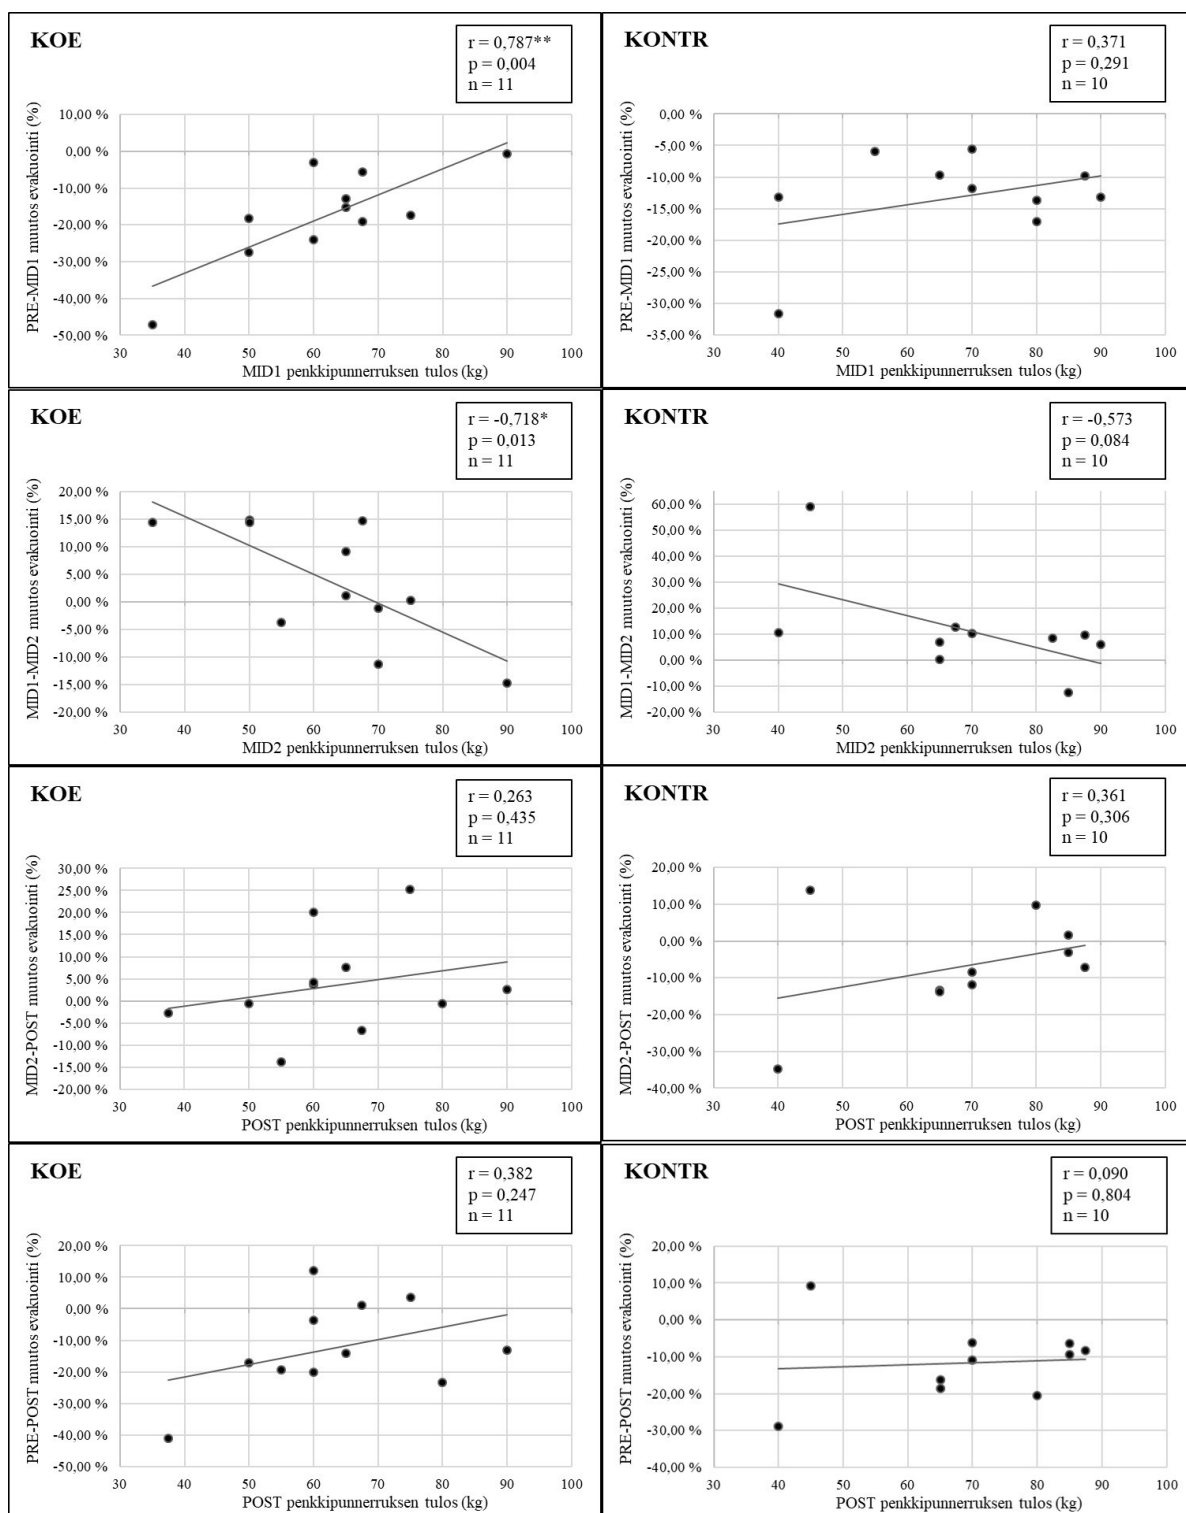 KOE
r = 0,787**
p = 0,004
n = 11
PRE-MID1 muutos evakuointi (%)
10,00 %
0,00 %
-10,00 %
-20,00 %
-30,00 %
-40,00 %
-50,00 %
30 40 50 60 70 80 90 100
MID1 penkkipunnerruksen tulos (kg)
KONTR
r = 0,371
p = 0,291
n = 10
PRE-MID1 muutos evakuointi (%)
0,00 %
-5,00 %
-10,00 %
-15,00 %
-20,00 %
-25,00 %
-30,00 %
-35,00 %
30 40 50 60 70 80 90 100
MID1 penkkipunnerruksen tulos (kg)
KOE
r = -0,718*
p = 0,013
n = 11
MID1-MID2 muutos evakuointi (%)
20,00 %
15,00 %
10,00 %
5,00 %
0,00 %
-5,00 %
-10,00 %
-15,00 %
-20,00 %
30 40 50 60 70 80 90 100
MID2 penkkipunnerruksen tulos (kg)
KONTR
r = -0,573
p = 0,084
n = 10
MID1-MID2 muutos evakuointi (%)
60,00 %
50,00 %
40,00 %
30,00 %
20,00 %
10,00 %
0,00 %
-10,00 %
-20,00 %
30 40 50 60 70 80 90 100
MID2 penkkipunnerruksen tulos (kg)
KOE
r = 0,263
p = 0,435
n = 11
MID2-POST muutos evakuointi (%)
30,00 %
25,00 %
20,00 %
15,00 %
10,00 %
5,00 %
0,00 %
-5,00 %
-10,00 %
-15,00 %
-20,00 %
30 40 50 60 70 80 90 100
POST penkkipunnerruksen tulos (kg)
KONTR
r = 0,361
p = 0,306
n = 10
MID2-POST muutos evakuointi (%)
20,00 %
10,00 %
0,00 %
-10,00 %
-20,00 %
-30,00 %
-40,00 %
30 40 50 60 70 80 90 100
POST penkkipunnerruksen tulos (kg)
KOE
r = 0,382
p = 0,247
n = 11
PRE-POST muutos evakuointi (%)
20,00 %
10,00 %
0,00 %
-10,00 %
-20,00 %
-30,00 %
-40,00 %
-50,00 %
30 40 50 60 70 80 90 100
POST penkkipunnerruksen tulos (kg)
KONTR
r = 0,090
p = 0,804
n = 10
PRE-POST muutos evakuointi (%)
20,00 %
10,00 %
0,00 %
-10,00 %
-20,00 %
-30,00 %
-40,00 %
30 40 50 60 70 80 90 100
POST penkkipunnerruksen tulos (kg)